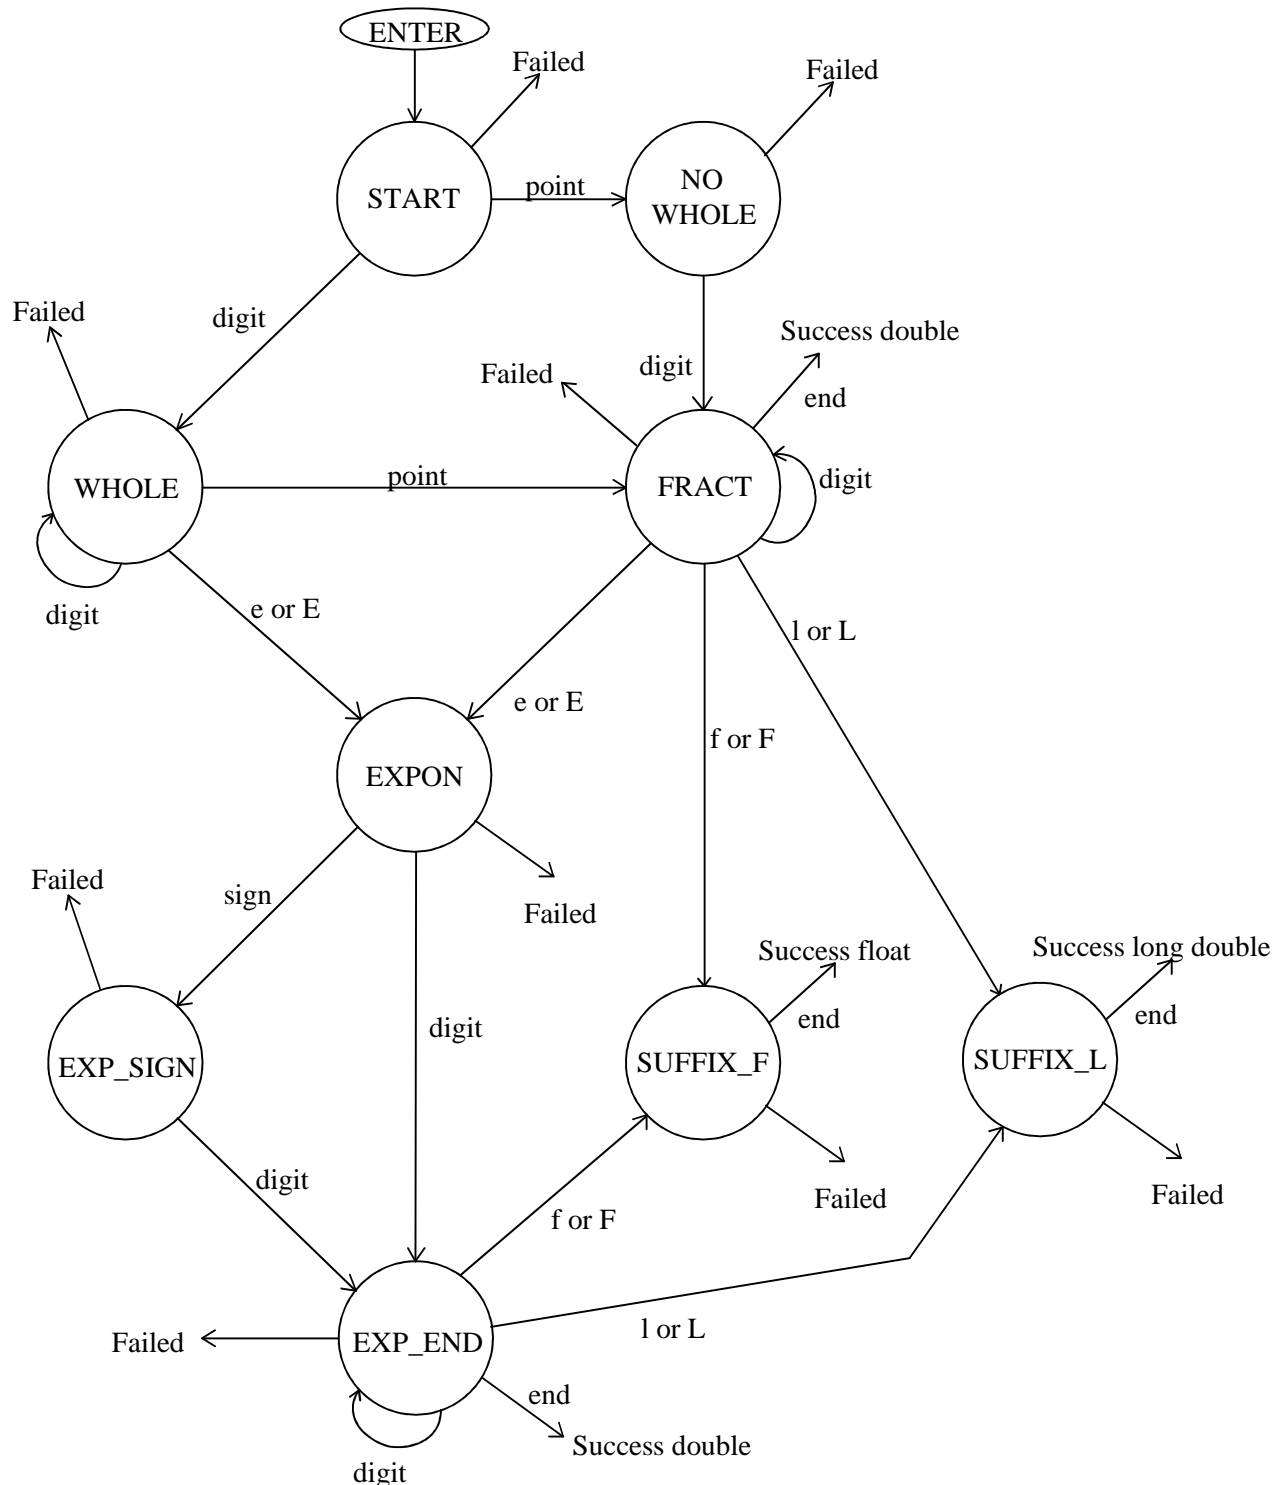 ENTER
Failed
Failed
START
point
NO
WHOLE
Failed
digit
Success double
Failed
digit
end
WHOLE
point
FRACT
digit
digit
e or E
l or L
e or E
f or F
EXPON
Failed
sign
Failed
Success float
Success long double
digit
end
end
EXP_SIGN
SUFFIX_F
SUFFIX_L
digit
Failed
Failed
f or F
Failed
EXP_END
l or L
end
Success double
digit